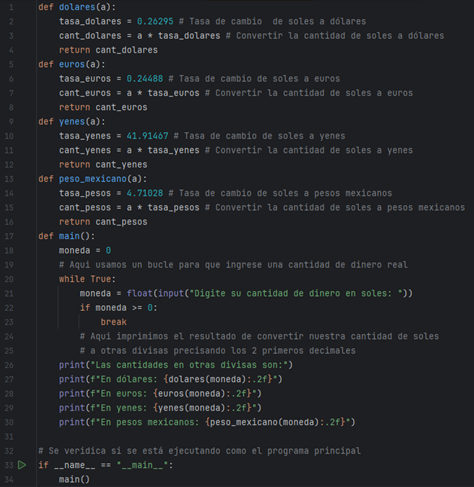 1 def dolares(a):
2     tasa_dolares = 0.26295 # Tasa de cambio  de soles a dólares
3     cant_dolares = a * tasa_dolares # Convertir la cantidad de soles a dólares
4     return cant_dolares
5 def euros(a):
6     tasa_euros = 0.24488 # Tasa de cambio de soles a euros
7     cant_euros = a * tasa_euros # Convertir la cantidad de soles a euros
8     return cant_euros
9 def yenes(a):
10     tasa_yenes = 41.91467 # Tasa de cambio de soles a yenes
11     cant_yenes = a * tasa_yenes # Convertir la cantidad de soles a yenes
12     return cant_yenes
13 def peso_mexicano(a):
14     tasa_pesos = 4.71028 # Tasa de cambio de soles a pesos mexicanos
15     cant_pesos = a * tasa_pesos # Convertir la cantidad de soles a pesos mexicanos
16     return cant_pesos
17 def main():
18     moneda = 0
19     # Aqui usamos un bucle para que ingrese una cantidad de dinero real
20     while True:
21         moneda = float(input("Digite su cantidad de dinero en soles: "))
22         if moneda >= 0:
23             break
24         # Aqui imprimimos el resultado de convertir nuestra cantidad de soles
25         # a otras divisas precisando los 2 primeros decimales
26     print("Las cantidades en otras divisas son:")
27     print(f"En dólares: {dolares(moneda):.2f}")
28     print(f"En euros: {euros(moneda):.2f}")
29     print(f"En yenes: {yenes(moneda):.2f}")
30     print(f"En pesos mexicanos: {peso_mexicano(moneda):.2f}")
31
32 # Se veridica si se está ejecutando como el programa principal
33 if __name__ == "__main__":
34     main()